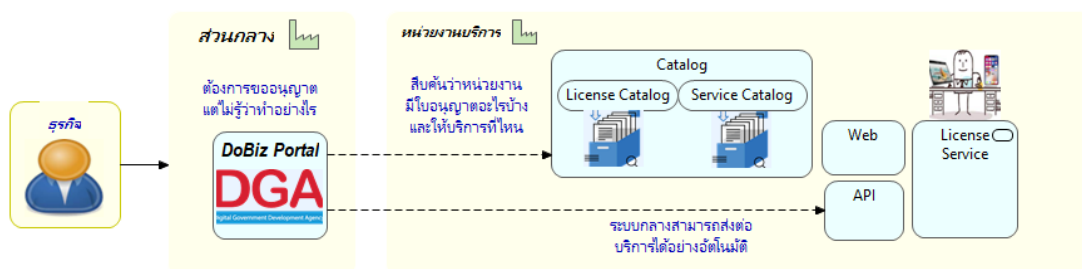 ธุรกิจ
ส่วนกลาง
ต้องการขออนุญาต
แต่ไม่รู้ว่าทำอย่างไร
DoBiz Portal
DGA
Digital Government Development Agency
หน่วยงานบริการ
สืบค้นว่าหน่วยงาน
มีใบอนุญาตอะไรบ้าง
และให้บริการที่ไหน
Catalog
License Catalog
Service Catalog
Web
API
License
Service
ระบบกลางสามารถส่งต่อ
บริการได้อย่างอัตโนมัติ